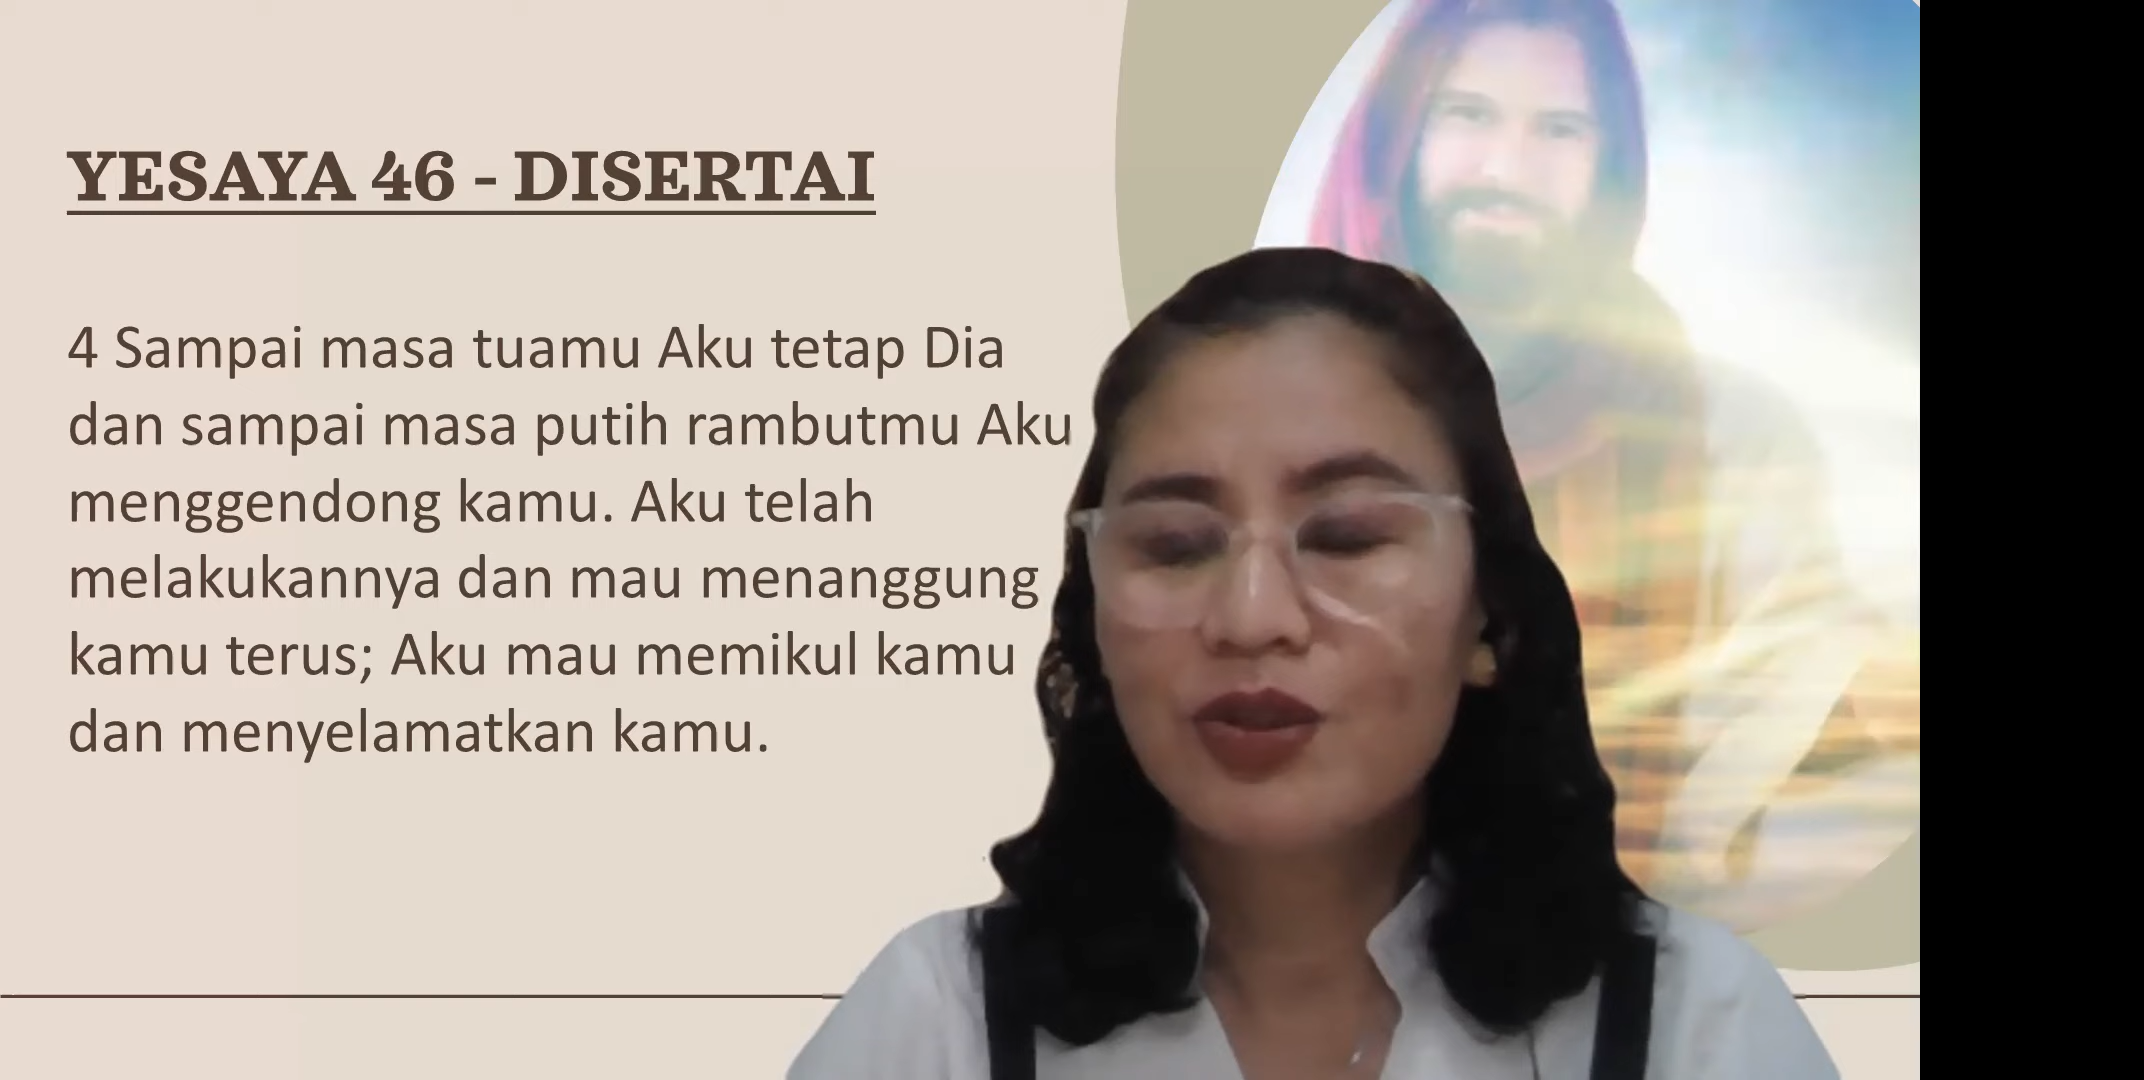 YESAYA 46 - DISERTAI
4 Sampai masa tuamu Aku tetap Dia
dan sampai masa putih rambutmu Aku
menggendong kamu. Aku telah
melakukannya dan mau menanggung
kamu terus; Aku mau memikul kamu
dan menyelamatkan kamu.